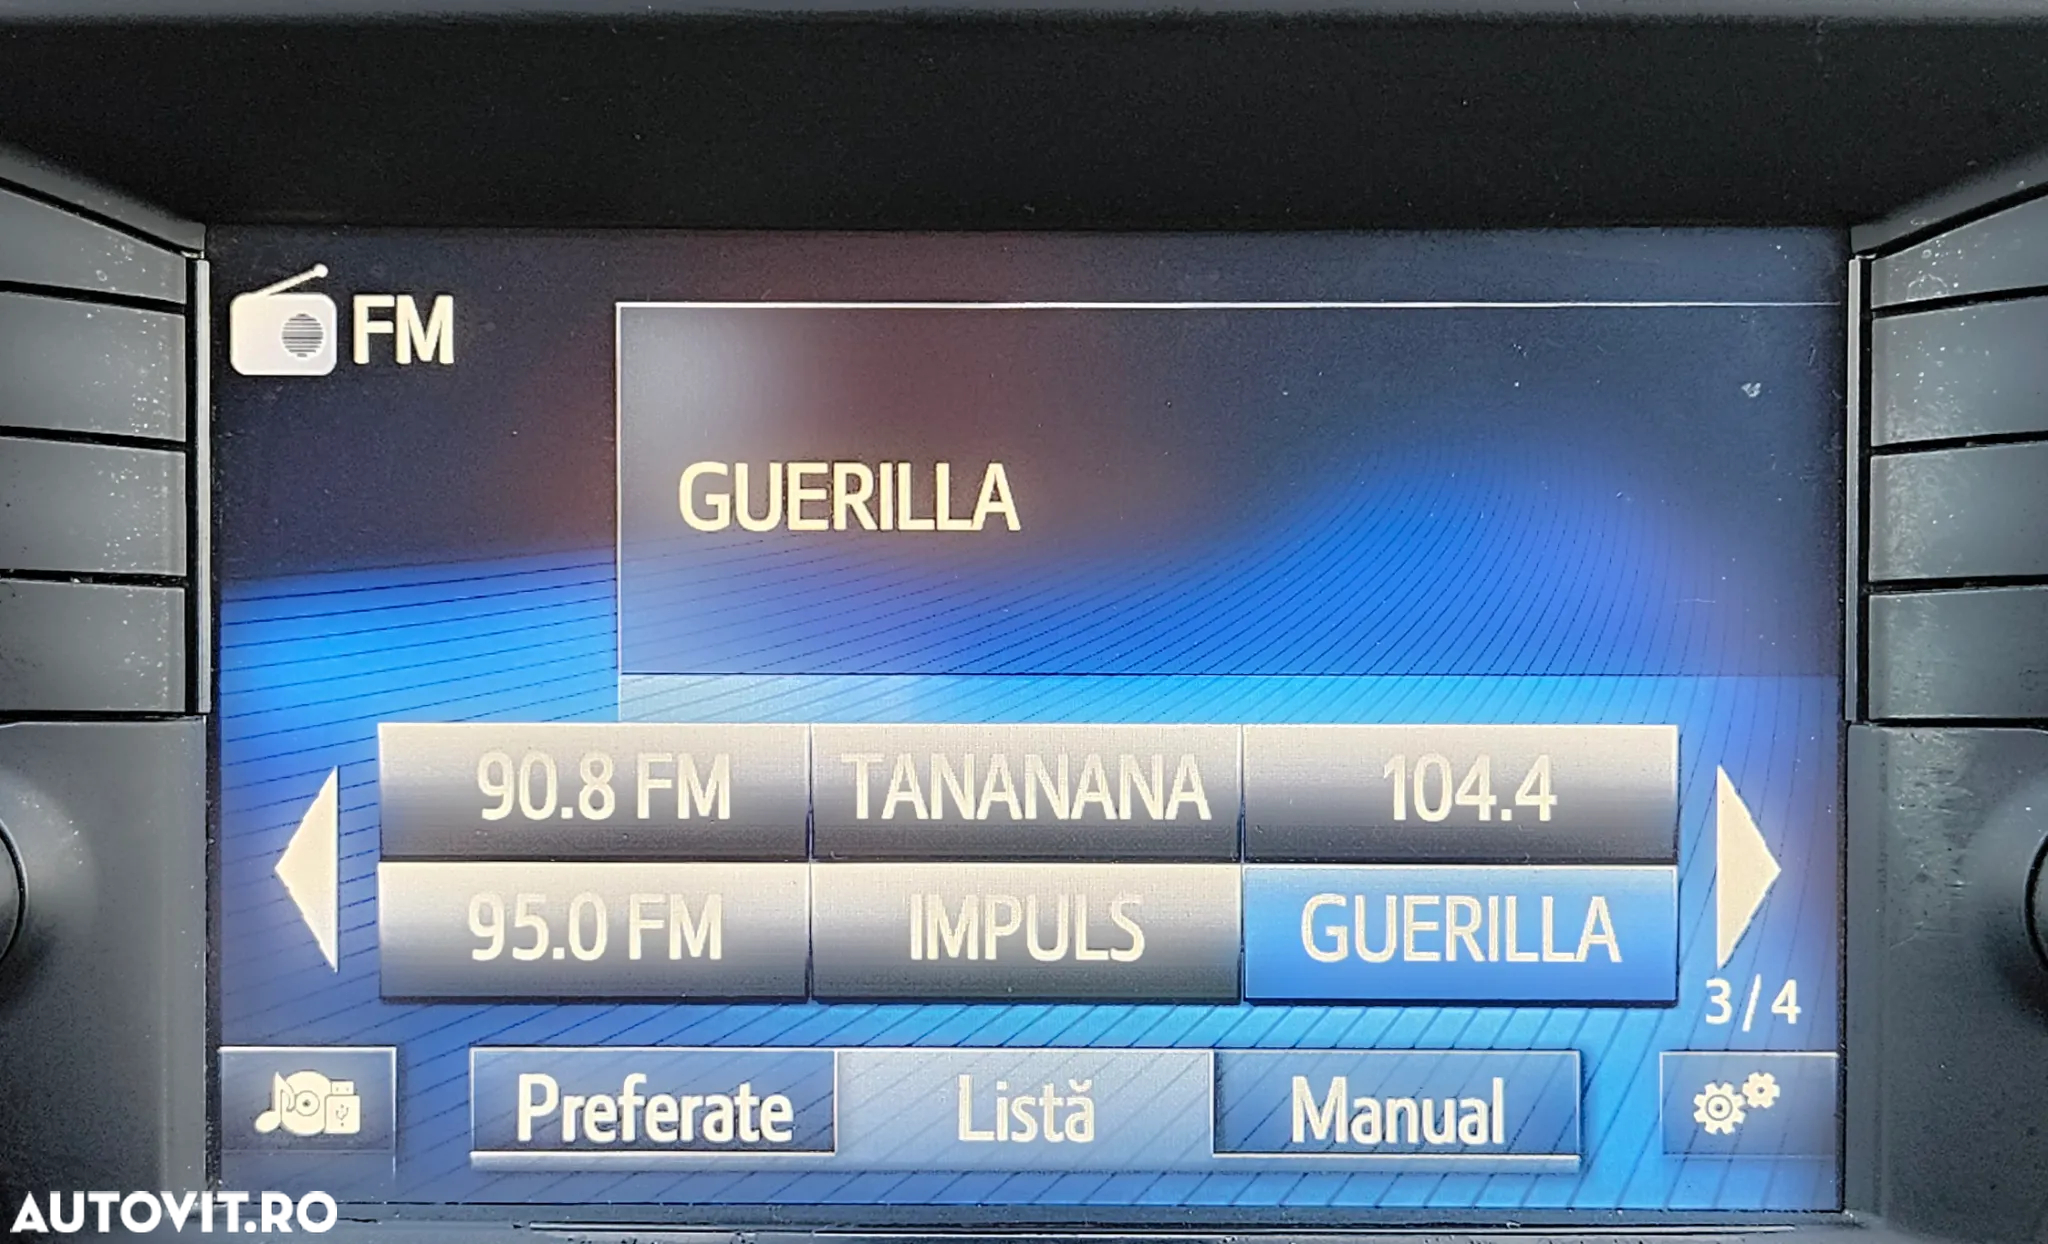 FM
GUERILLA
90.8 FM TANANANA 104.4
95.0 FM IMPULS GUERILLA
3 / 4
Preferate Listă Manual
AUTOVIT.RO